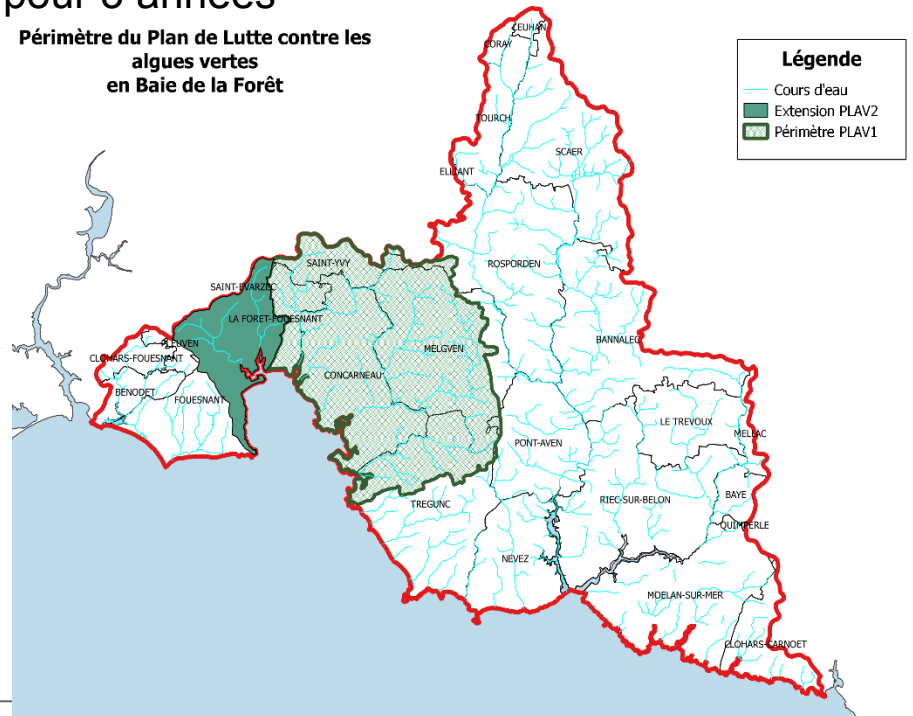 pour 6 années
Périmètre du Plan de Lutte contre les
algues vertes
en Baie de la Forêt
Légende
Cours d'eau
Extension PLAV2
Périmètre PLAV1
LEUHAN
CORAY
TOURCH
SCAER
ELLIANT
ROSPORDEN
SAINT-YVY
SAINT-EVARZEC
LA FORET-FOUESNANT
BANNALEC
MELGVEN
PLEUVEN
CLOHARS-FOUESNANT
CONCARNEAU
BENODET
FOUESNANT
LE TREVOUX
MELLAC
PONT-AVEN
BAYE
RIEC-SUR-BELON
TREGUNC
QUIMPERLE
NEVEZ
MOELAN-SUR-MER
CLOHARS-CARNOET